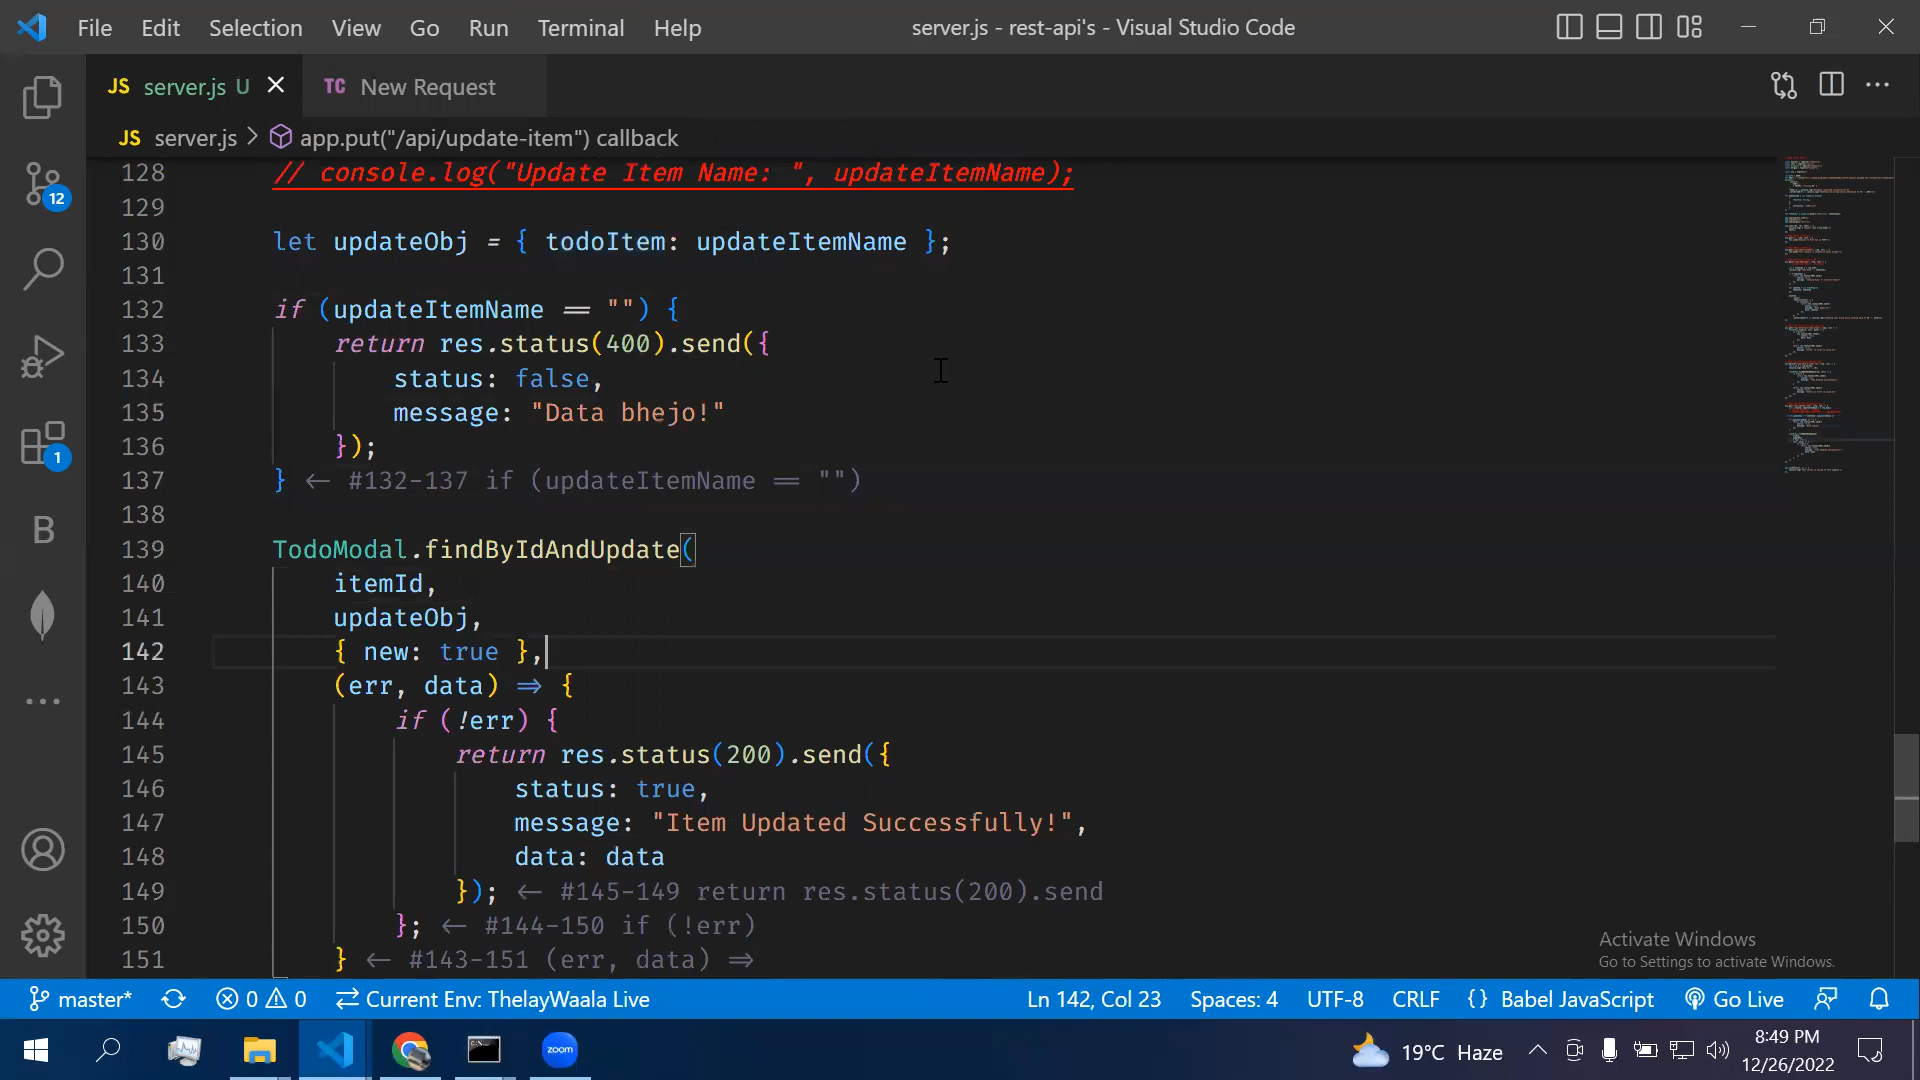 File Edit Selection View Go Run Terminal Help server.js - rest-api's - Visual Studio Code
JS server.js U TC New Request
JS server.js > app.put("/api/update-item") callback
128 // console.log("Update Item Name: ", updateItemName);
129
130 let updateObj = { todoItem: updateItemName };
131
132 if (updateItemName == "") {
133 return res.status(400).send({
134 status: false,
135 message: "Data bhejo!"
136 });
137 } ← #132-137 if (updateItemName == "")
138
139 TodoModal.findByIdAndUpdate(
140 itemId,
141 updateObj,
142 { new: true },
143 (err, data) => {
144 if (!err) {
145 return res.status(200).send({
146 status: true,
147 message: "Item Updated Successfully!",
148 data: data
149 }); ← #145-149 return res.status(200).send
150 }; ← #144-150 if (!err)
151 } ← #143-151 (err, data) =>
12
1
B
Activate Windows
Go to Settings to activate Windows.
master* 0 0 Current Env: ThelayWaala Live Ln 142, Col 23 Spaces: 4 UTF-8 CRLF {} Babel JavaScript Go Live
zoom 19°C Haze 8:49 PM
12/26/2022